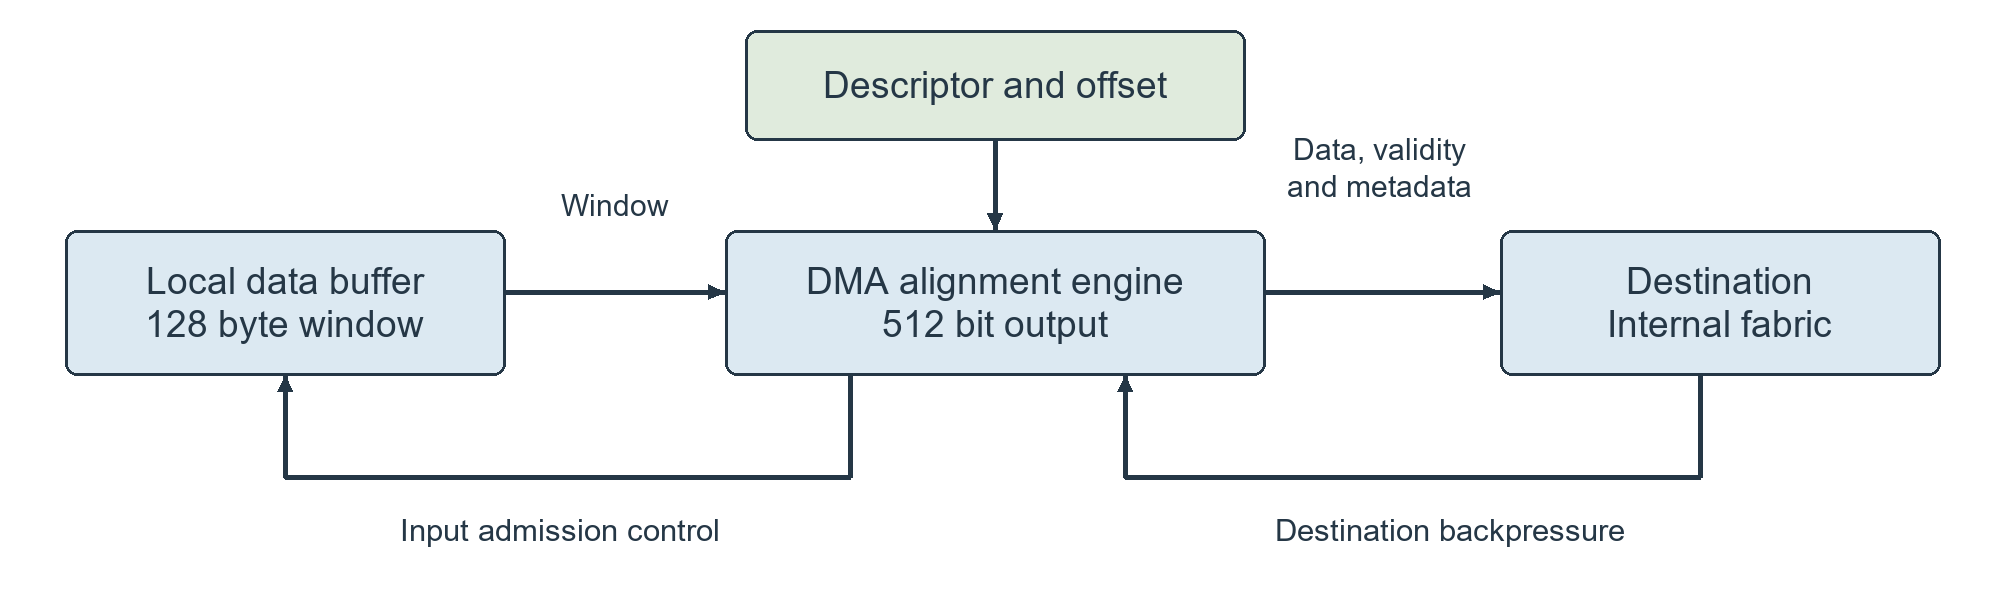 Descriptor and offset
Data, validity
and metadata
Window
Local data buffer
128 byte window
DMA alignment engine
512 bit output
Destination
Internal fabric
Input admission control
Destination backpressure